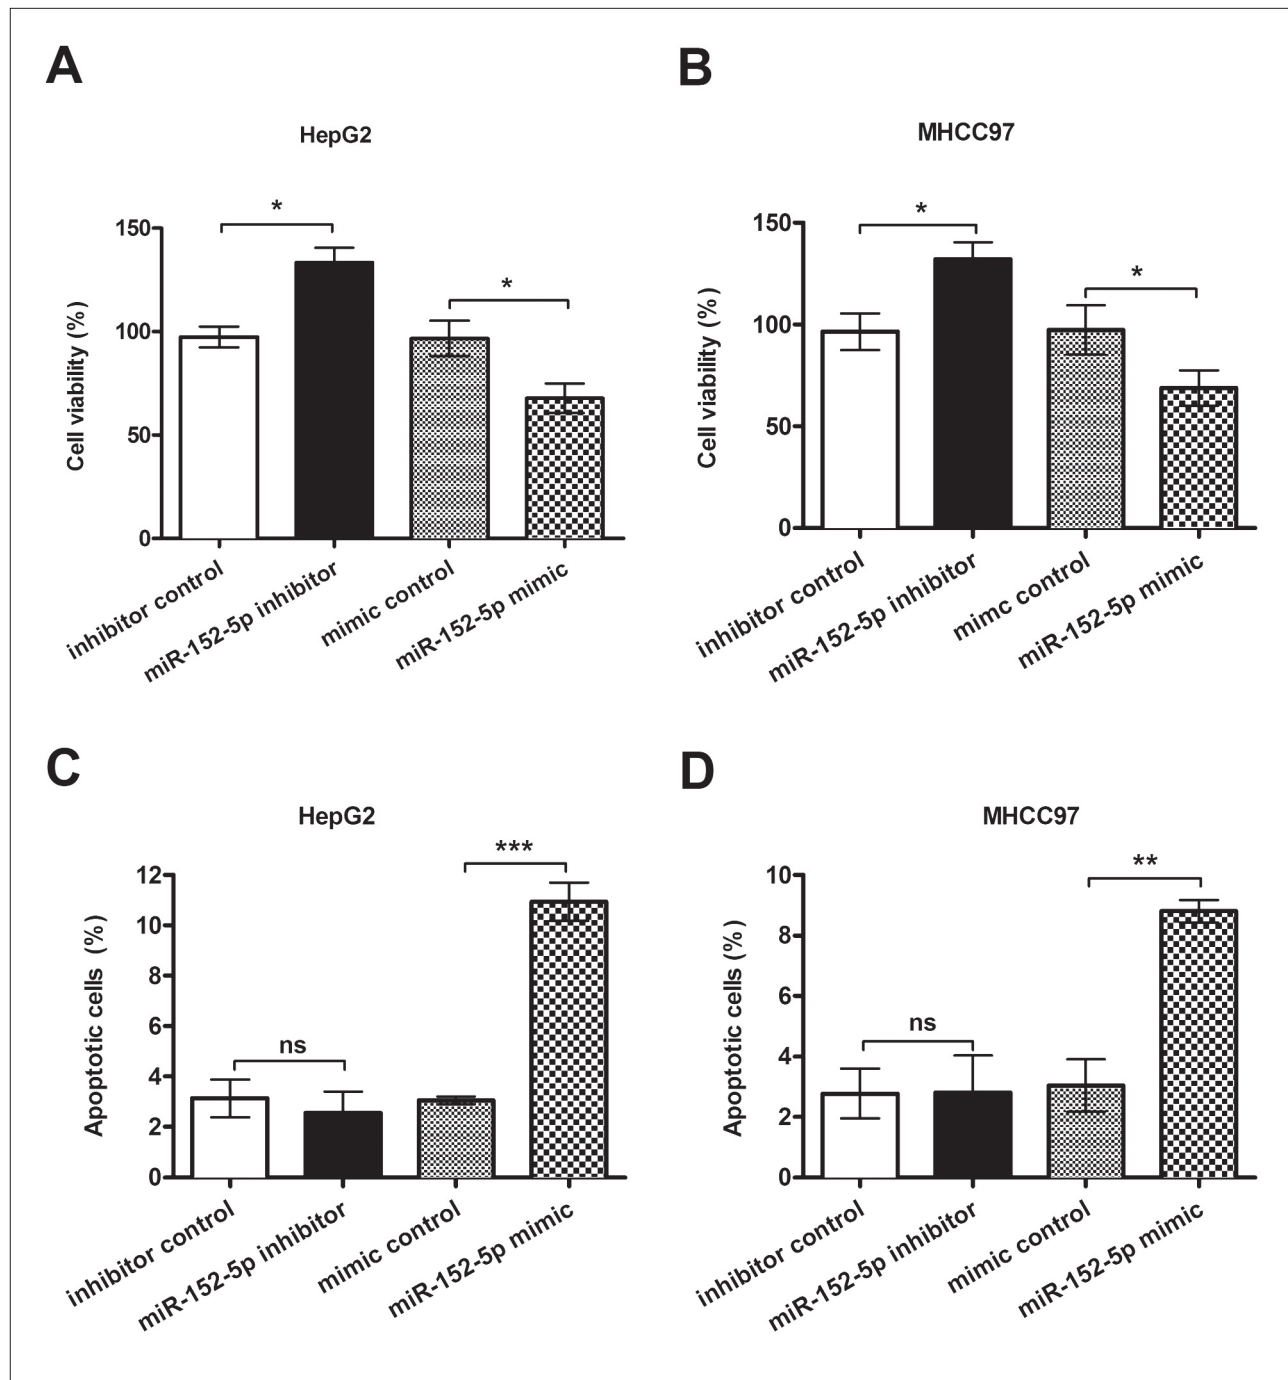 A
HepG2
*
*
150
100
50
0
Cell viability (%)
inhibitor control
miR-152-5p inhibitor
mimic control
miR-152-5p mimic
B
MHCC97
*
*
150
100
50
0
Cell viability (%)
inhibitor control
miR-152-5p inhibitor
mimc control
miR-152-5p mimic
C
HepG2
***
ns
12
10
8
6
4
2
0
Apoptotic cells (%)
inhibitor control
miR-152-5p inhibitor
mimic control
miR-152-5p mimic
D
MHCC97
**
ns
10
8
6
4
2
0
Apoptotic cells (%)
inhibitor control
miR-152-5p inhibitor
mimic control
miR-152-5p mimic